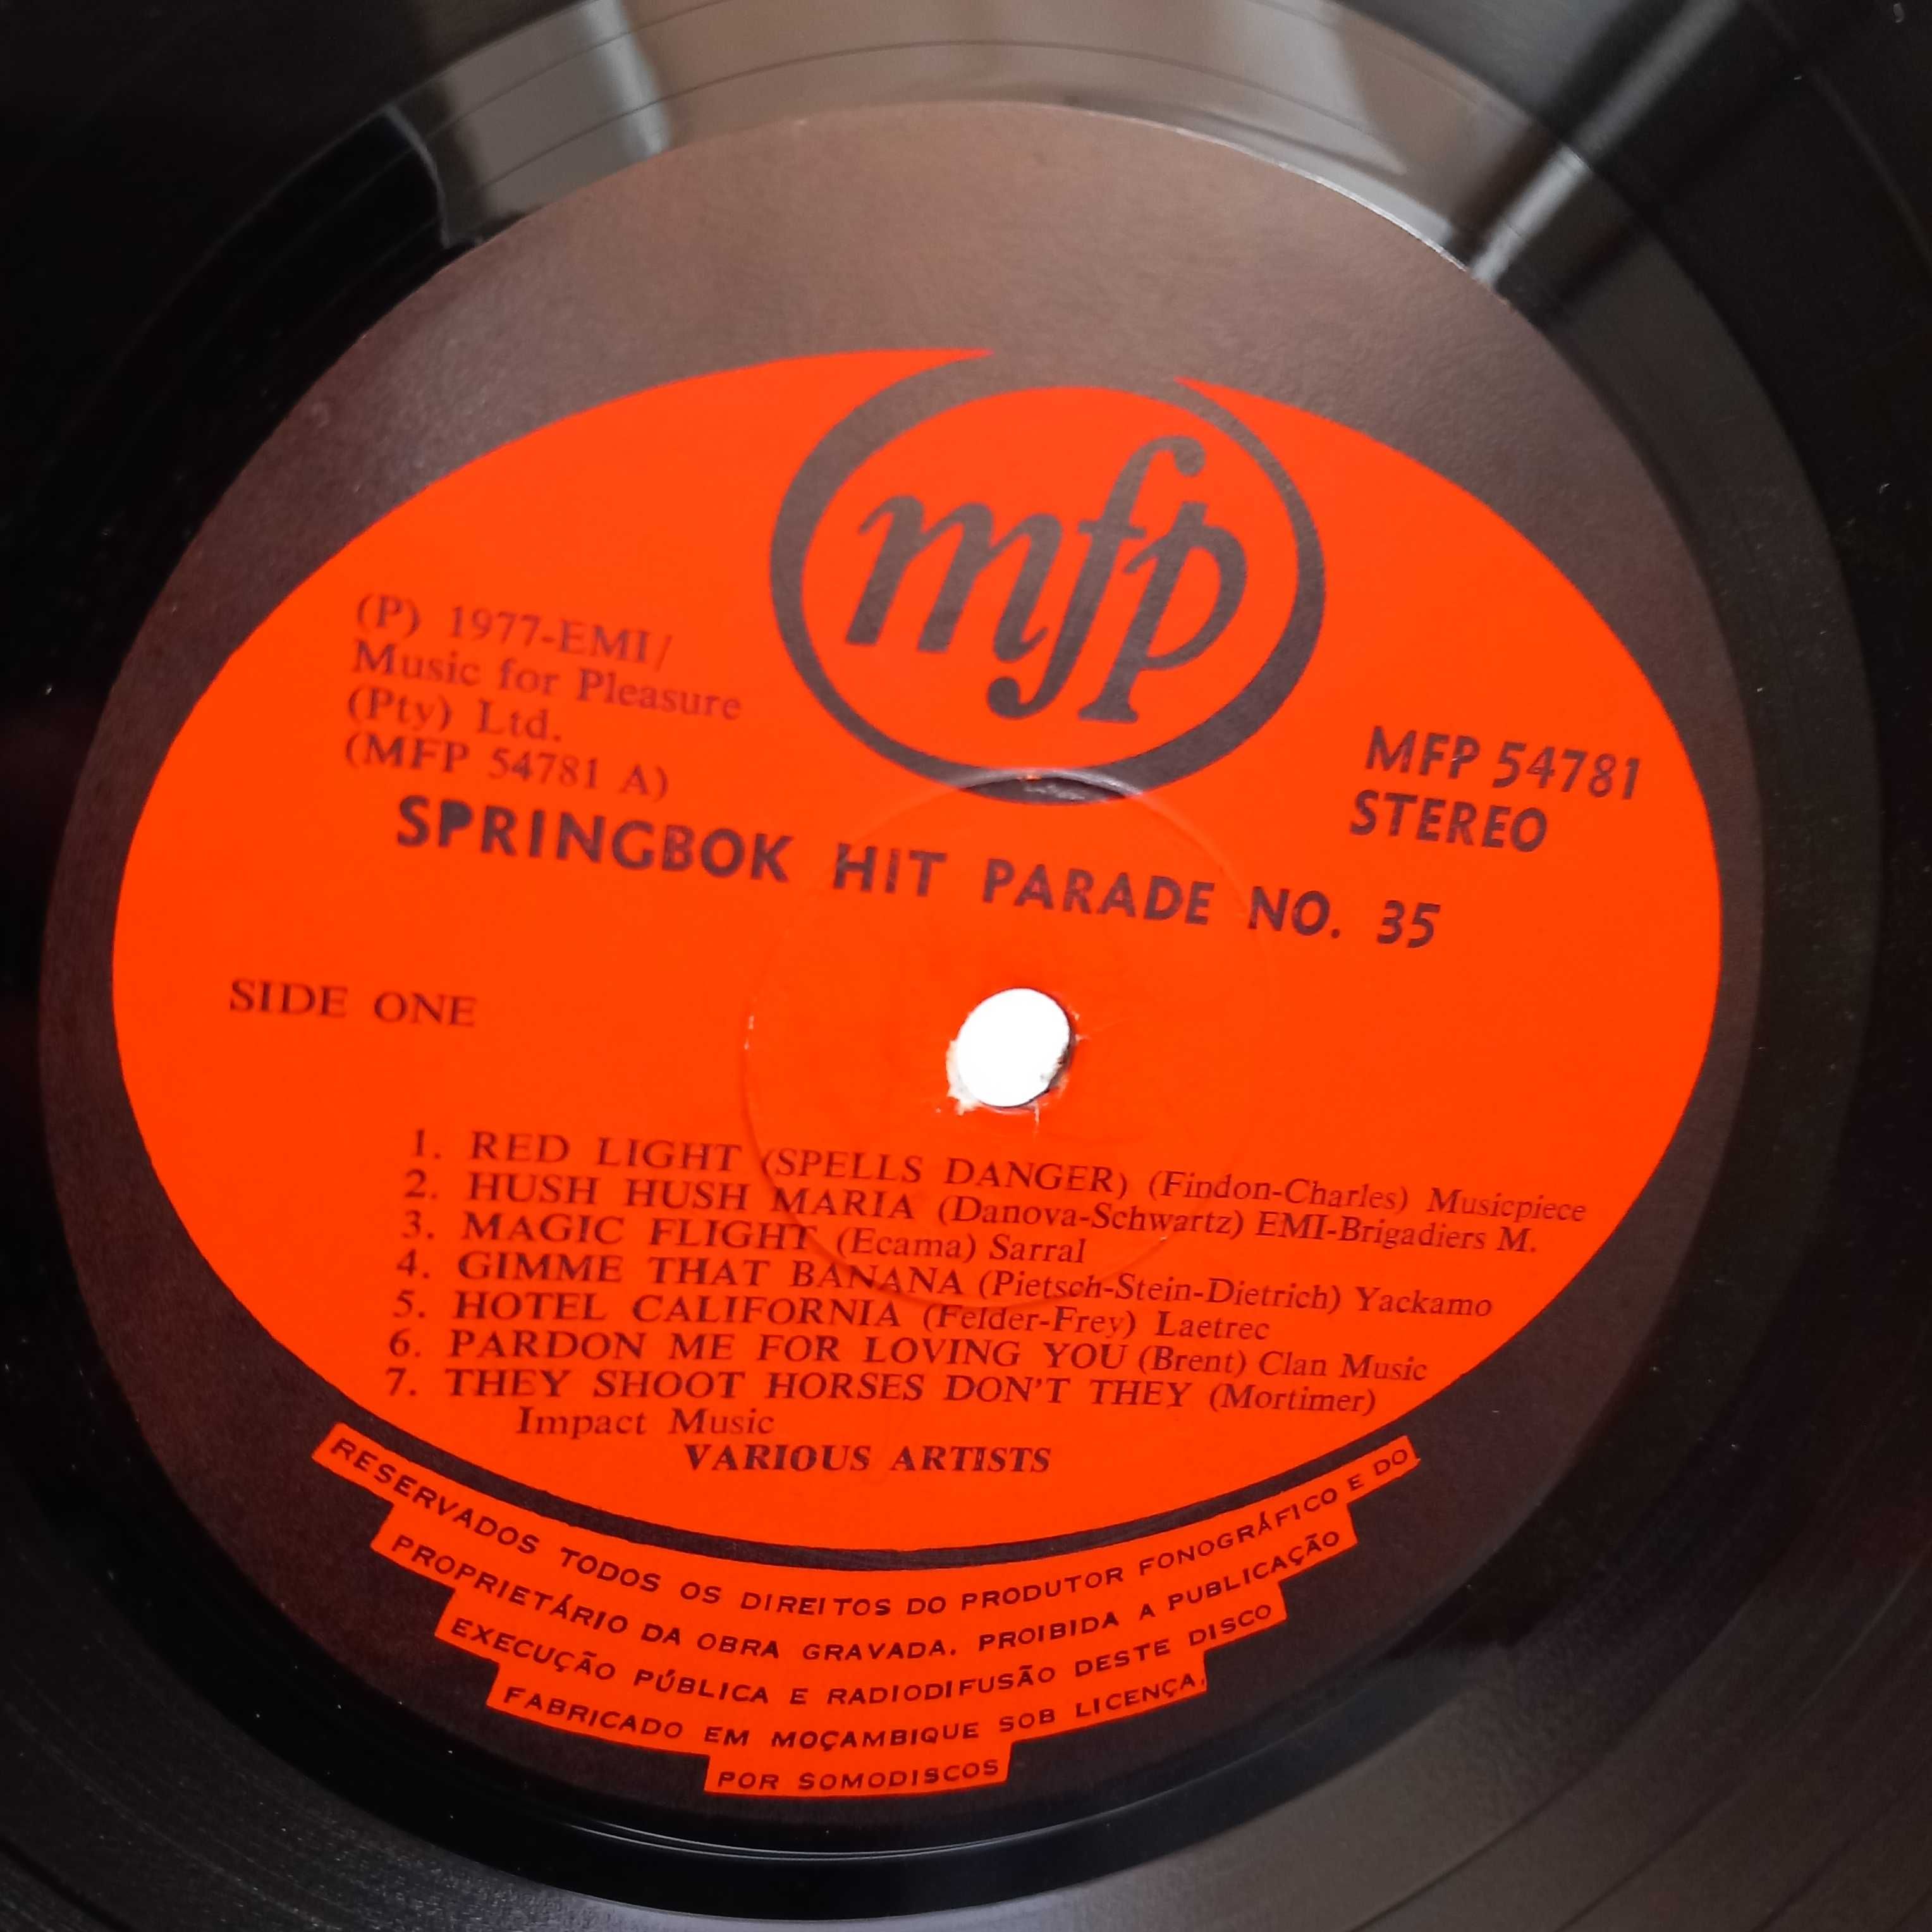 mfp
(P) 1977-EMI/
Music for Pleasure
(Pty) Ltd.
(MFP 54781 A)
MFP 54781
STEREO
SPRINGBOK HIT PARADE NO. 35
SIDE ONE
1. RED LIGHT (SPELLS DANGER) (Findon-Charles) Musicpiece
2. HUSH HUSH MARIA (Danova-Schwartz) EMI-Brigadiers M.
3. MAGIC FLIGHT (Ecama) Sarral
4. GIMME THAT BANANA (Pietsch-Stein-Dietrich) Yackamo
5. HOTEL CALIFORNIA (Felder-Frey) Laetrec
6. PARDON ME FOR LOVING YOU (Brent) Clan Music
7. THEY SHOOT HORSES DON'T THEY (Mortimer)
Impact Music
VARIOUS ARTISTS
RESERVADOS TODOS OS DIREITOS DO PRODUTOR FONOGRÁFICO E DO
PROPRIETÁRIO DA OBRA GRAVADA. PROIBIDA A PUBLICAÇÃO
EXECUÇÃO PÚBLICA E RADIODIFUSÃO DESTE DISCO
FABRICADO EM MOÇAMBIQUE SOB LICENÇA,
POR SOMODISCOS